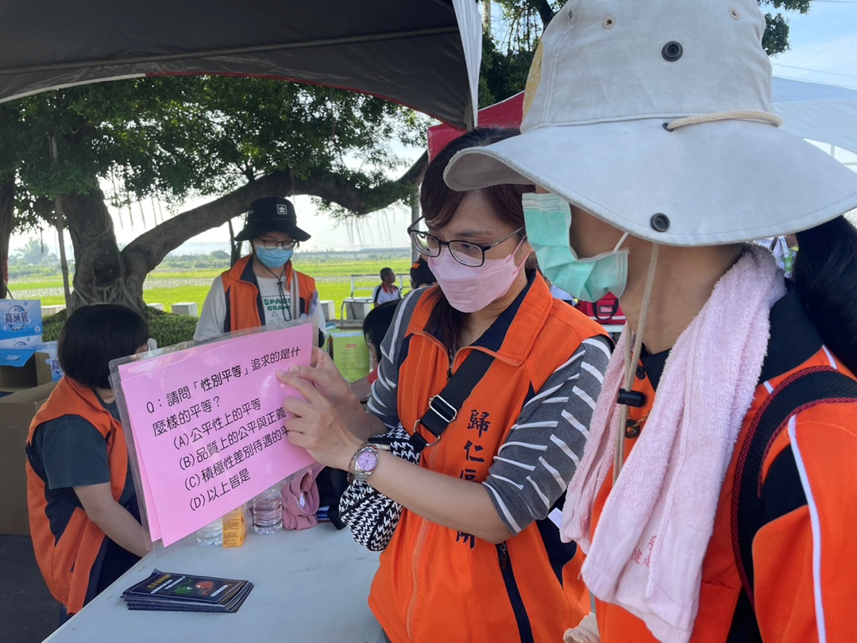 Q：請問「性別平等」追求的是什
麼樣的平等？
(A)公平性上的平等
(B)品質上的公平與正義
(C)積極性差別待遇的平
(D)以上皆是
歸仁區